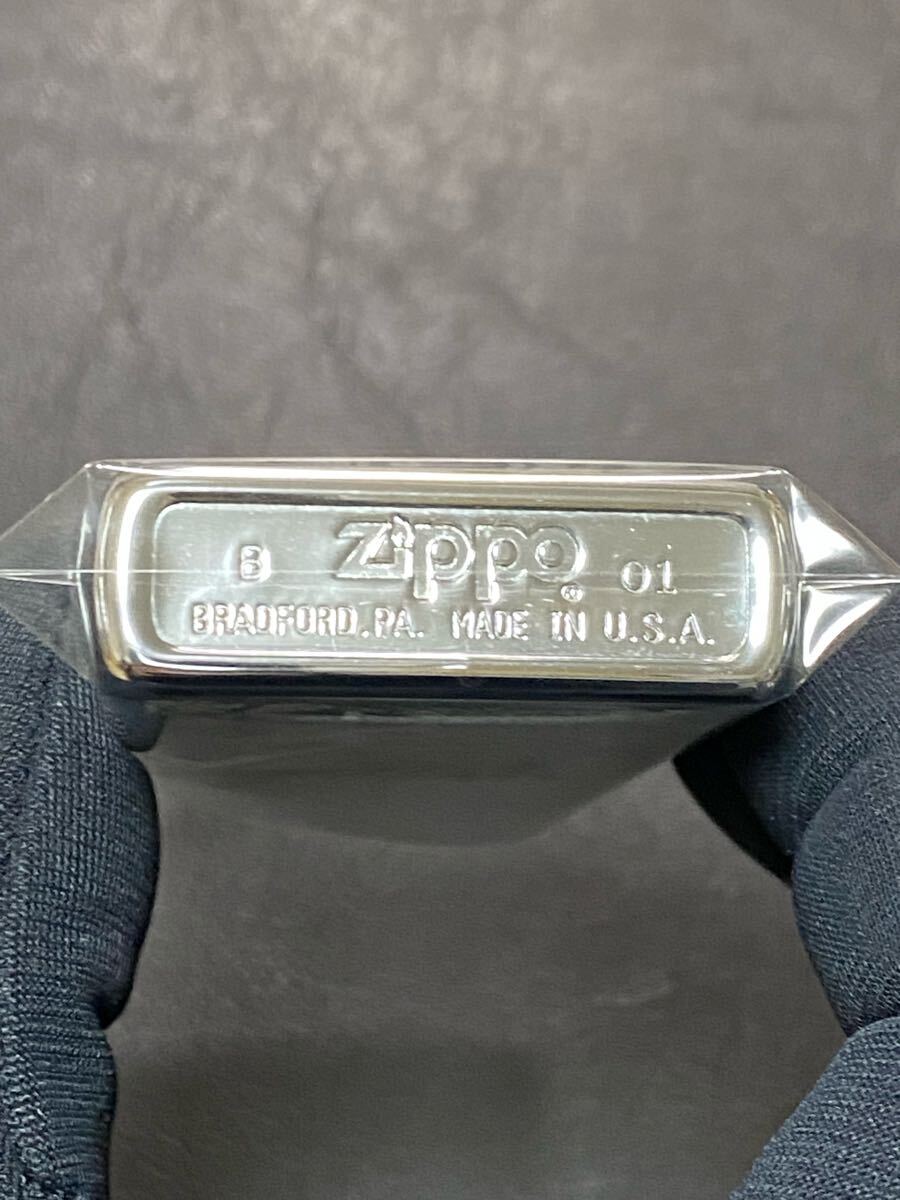 B Zippo ® 01
BRADFORD.PA. MADE IN U.S.A.